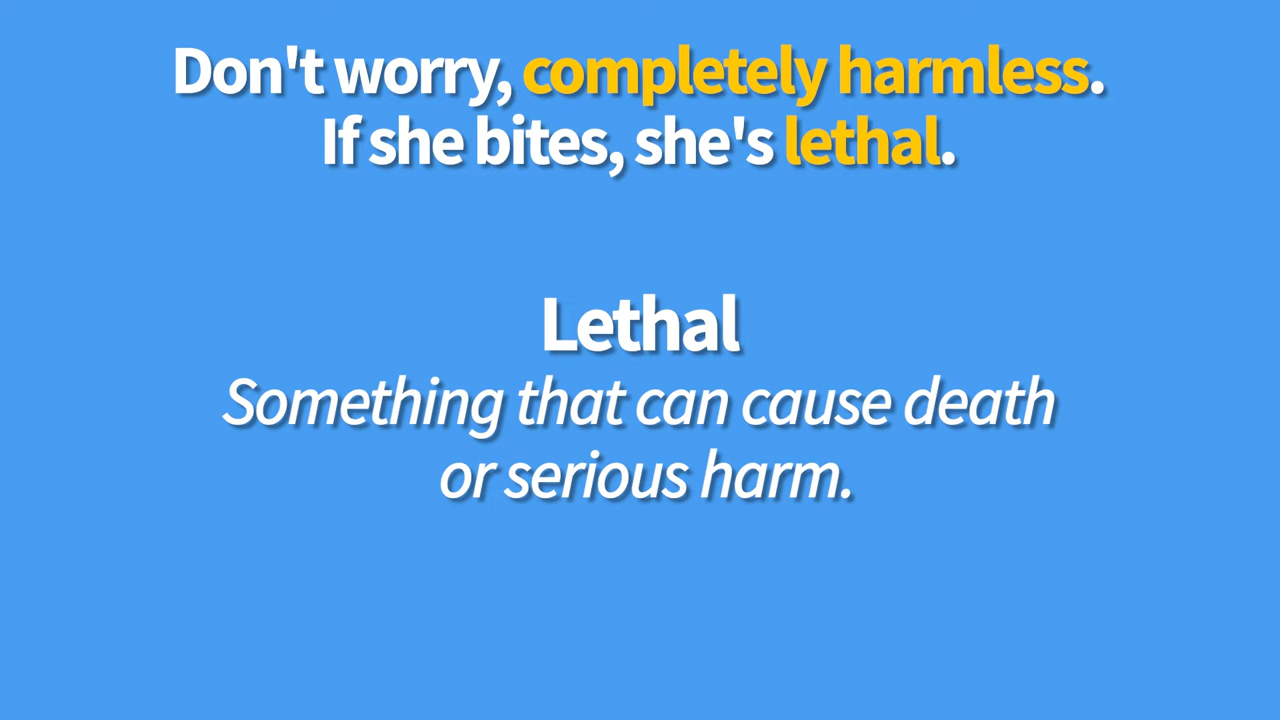 Don't worry, completely harmless.
If she bites, she's lethal.
Lethal
Something that can cause death
or serious harm.